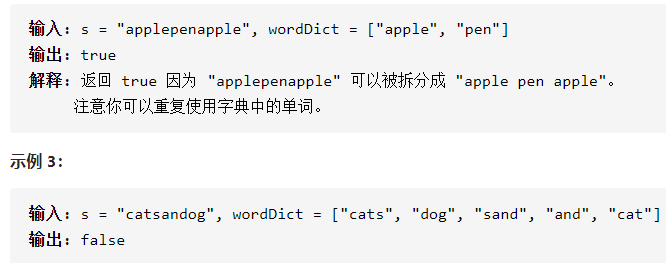 输入：s = "applepenapple", wordDict = ["apple", "pen"]
输出：true
解释：返回 true 因为 "applepenapple" 可以被拆分成 "apple pen apple"。
注意你可以重复使用字典中的单词。
示例 3：
输入：s = "catsandog", wordDict = ["cats", "dog", "sand", "and", "cat"]
输出：false